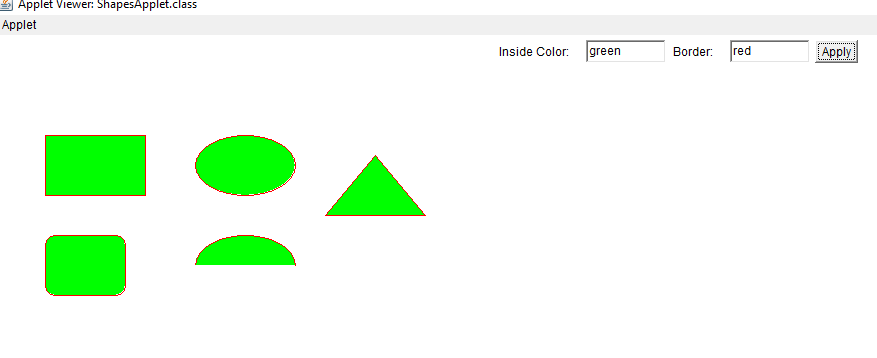 Applet Viewer: ShapesApplet.class
Applet
Inside Color: green Border: red Apply